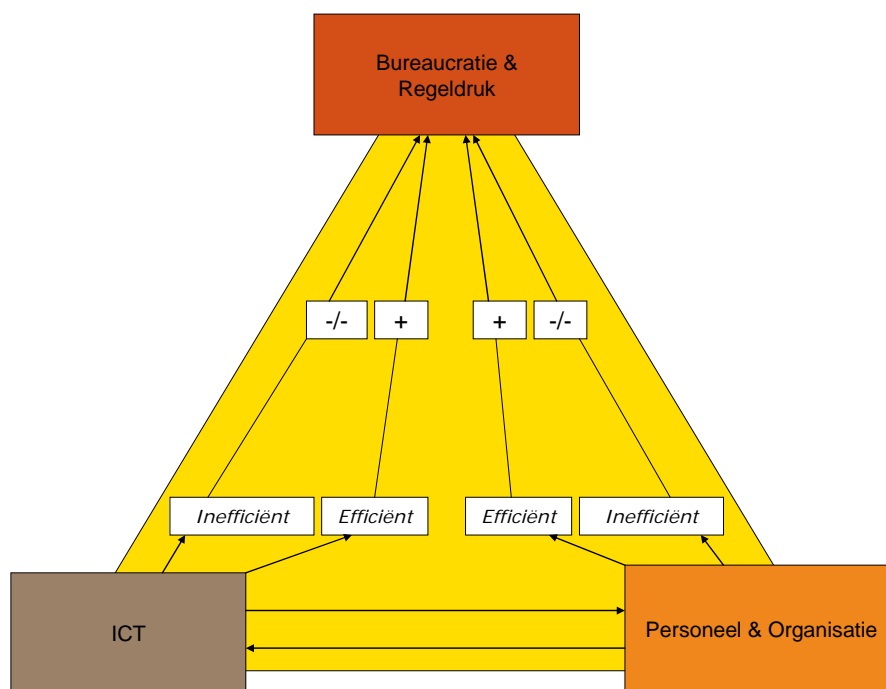 Bureaucratie &
Regeldruk
-/-
+
+
-/-
Inefficiënt
Efficiënt
Efficiënt
Inefficiënt
ICT
Personeel & Organisatie